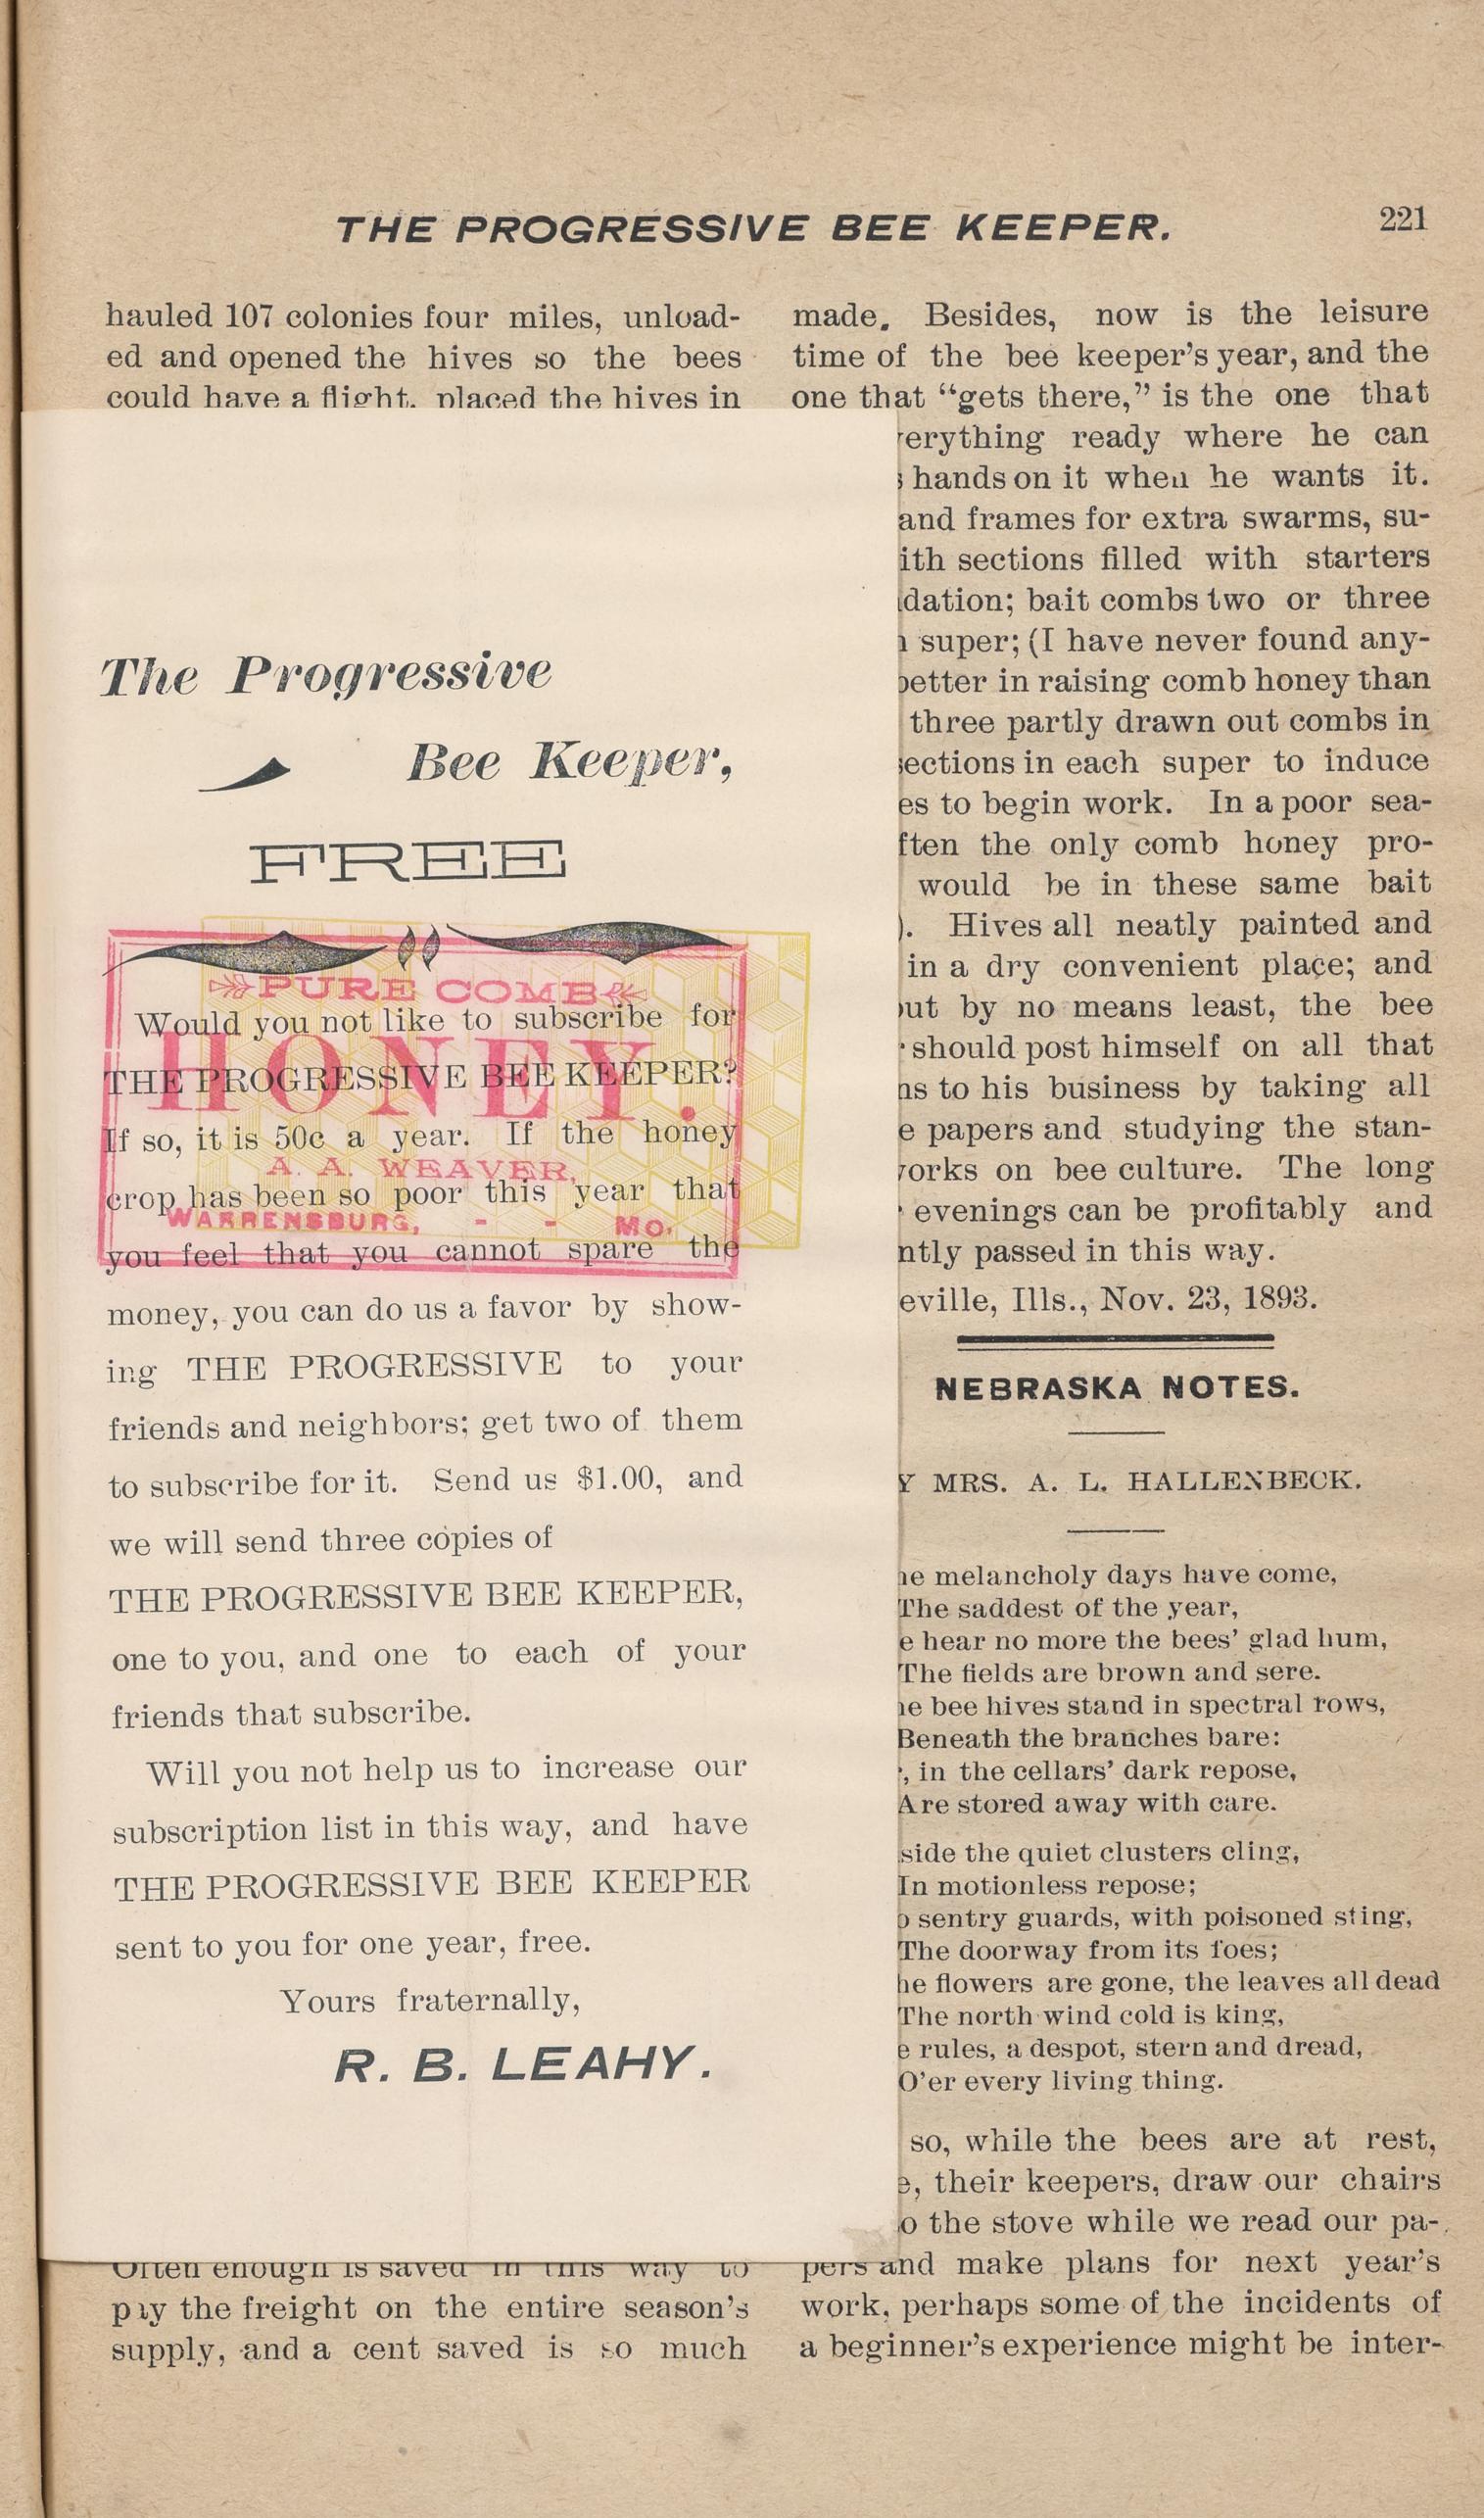 THE PROGRESSIVE BEE KEEPER.
221
hauled 107 colonies four miles, unload-
ed and opened the hives so the bees
could have a flight, placed the hives in
The Progressive
Bee Keeper,
FREE
PURE COMB
HONEY.
A. A. WEAVER,
WARRENSBURG, - - MO.
Would you not like to subscribe for
THE PROGRESSIVE BEE KEEPER?
If so, it is 50c a year. If the honey
crop has been so poor this year that
you feel that you cannot spare the
money, you can do us a favor by show-
ing THE PROGRESSIVE to your
friends and neighbors; get two of them
to subscribe for it. Send us $1.00, and
we will send three copies of
THE PROGRESSIVE BEE KEEPER,
one to you, and one to each of your
friends that subscribe.
Will you not help us to increase our
subscription list in this way, and have
THE PROGRESSIVE BEE KEEPER
sent to you for one year, free.
Yours fraternally,
R. B. LEAHY.
Often enough is saved in this way to
pay the freight on the entire season's
supply, and a cent saved is so much
made. Besides, now is the leisure
time of the bee keeper's year, and the
one that "gets there," is the one that
erything ready where he can
hands on it when he wants it.
and frames for extra swarms, su-
ith sections filled with starters
dation; bait combs two or three
super; (I have never found any-
better in raising comb honey than
three partly drawn out combs in
sections in each super to induce
es to begin work. In a poor sea-
ften the only comb honey pro-
would be in these same bait
). Hives all neatly painted and
in a dry convenient place; and
ut by no means least, the bee
should post himself on all that
ns to his business by taking all
e papers and studying the stan-
orks on bee culture. The long
evenings can be profitably and
ntly passed in this way.
eville, Ills., Nov. 23, 1893.
NEBRASKA NOTES.
Y MRS. A. L. HALLENBECK.
he melancholy days have come,
The saddest of the year,
e hear no more the bees' glad hum,
The fields are brown and sere.
he bee hives stand in spectral rows,
Beneath the branches bare:
, in the cellars' dark repose,
Are stored away with care.
side the quiet clusters cling,
In motionless repose;
o sentry guards, with poisoned sting,
The doorway from its foes;
he flowers are gone, the leaves all dead
The north wind cold is king,
e rules, a despot, stern and dread,
O'er every living thing.
so, while the bees are at rest,
e, their keepers, draw our chairs
o the stove while we read our pa-
pers and make plans for next year's
work, perhaps some of the incidents of
a beginner's experience might be inter-